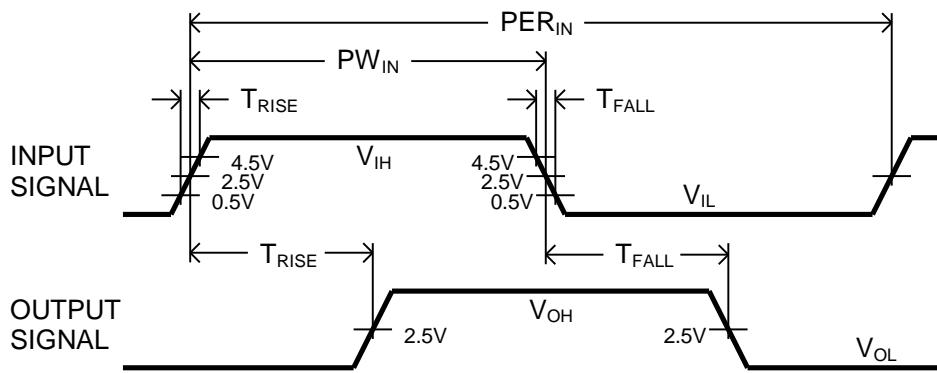 PER_IN
PW_IN
T_RISE
T_FALL
INPUT
SIGNAL
4.5V
2.5V
0.5V
V_IH
4.5V
2.5V
0.5V
V_IL
T_RISE
T_FALL
OUTPUT
SIGNAL
2.5V
V_OH
2.5V
V_OL